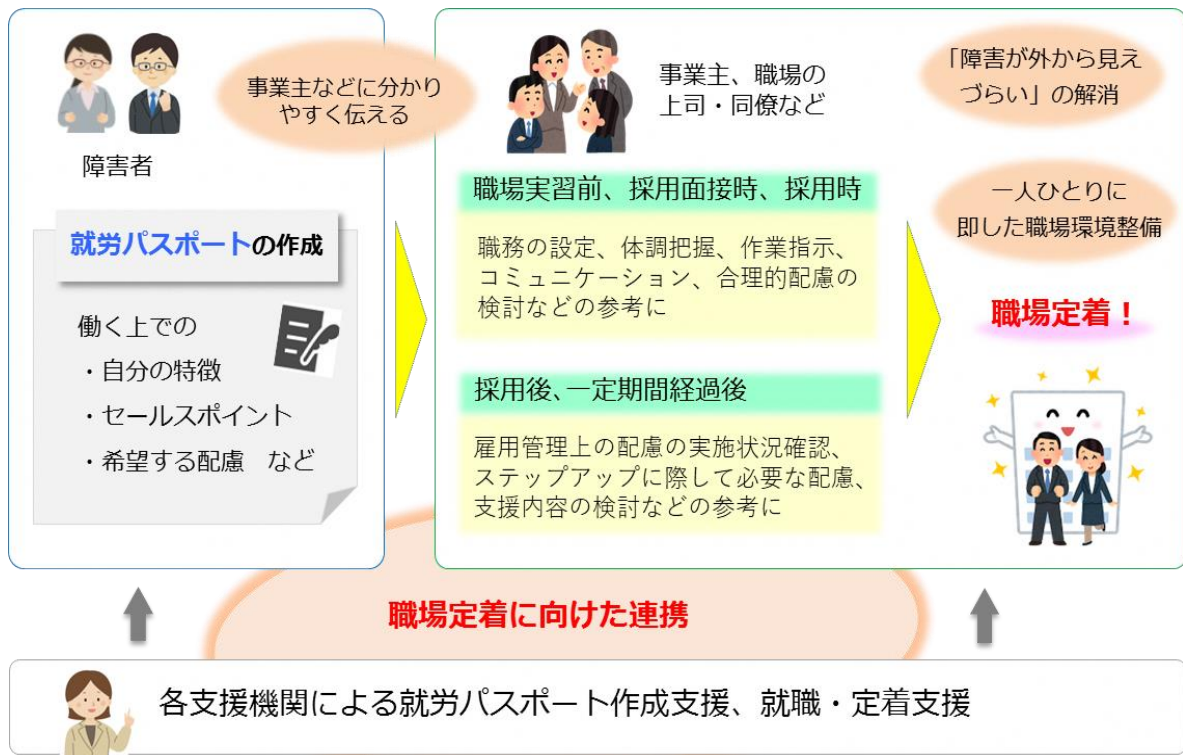 障害者
事業主などに分かり
やすく伝える
就労パスポートの作成
働く上での
・自分の特徴
・セールスポイント
・希望する配慮　など
事業主、職場の
上司・同僚など
職場実習前、採用面接時、採用時
職務の設定、体調把握、作業指示、
コミュニケーション、合理的配慮の
検討などの参考に
採用後、一定期間経過後
雇用管理上の配慮の実施状況確認、
ステップアップに際して必要な配慮、
支援内容の検討などの参考に
「障害が外から見え
づらい」の解消
一人ひとりに
即した職場環境整備
職場定着！
職場定着に向けた連携
各支援機関による就労パスポート作成支援、就職・定着支援